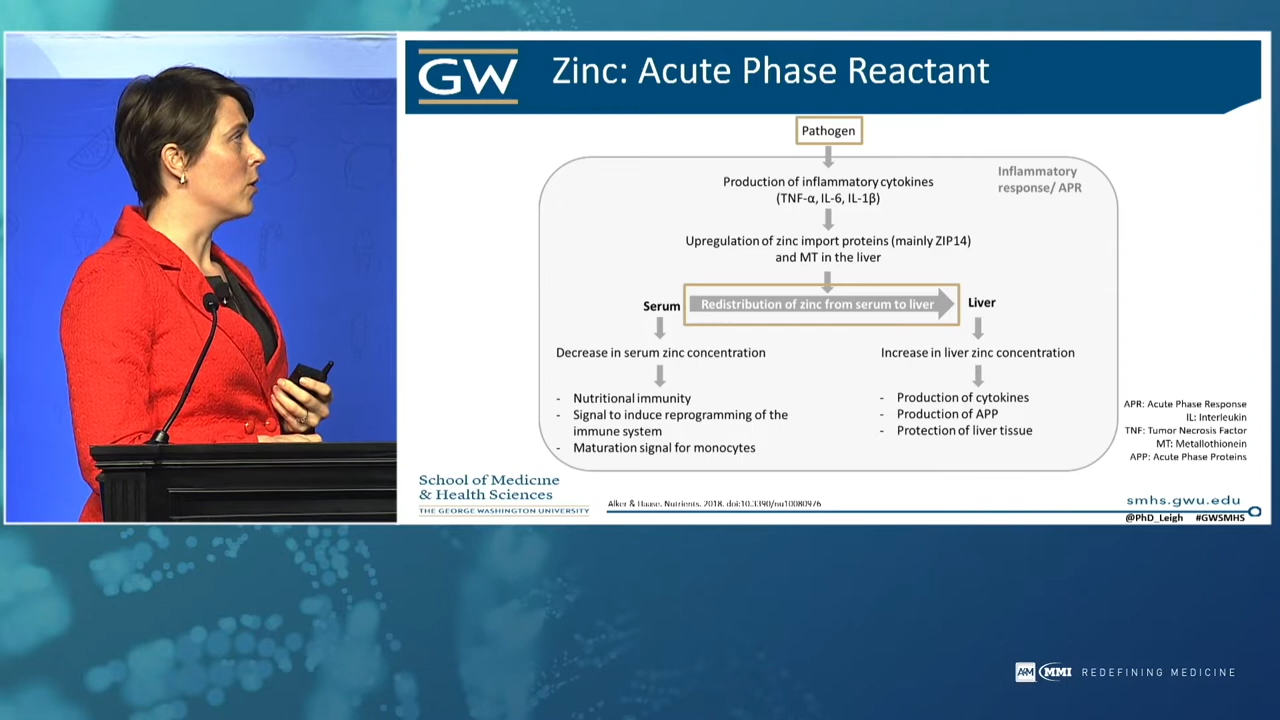 GW
Zinc: Acute Phase Reactant
Pathogen
Inflammatory
response/ APR
Production of inflammatory cytokines
(TNF-α, IL-6, IL-1β)
Upregulation of zinc import proteins (mainly ZIP14)
and MT in the liver
Serum
Redistribution of zinc from serum to liver
Liver
Decrease in serum zinc concentration
Increase in liver zinc concentration
- Nutritional immunity
- Signal to induce reprogramming of the
immune system
- Maturation signal for monocytes
- Production of cytokines
- Production of APP
- Protection of liver tissue
APR: Acute Phase Response
IL: Interleukin
TNF: Tumor Necrosis Factor
MT: Metallothionein
APP: Acute Phase Proteins
School of Medicine
& Health Sciences
THE GEORGE WASHINGTON UNIVERSITY
Alker & Haase. Nutrients. 2018. doi:10.3390/nu10080976
smhs.gwu.edu
@PhD_Leigh #GWSMHS
A4M MMI REDEFINING MEDICINE